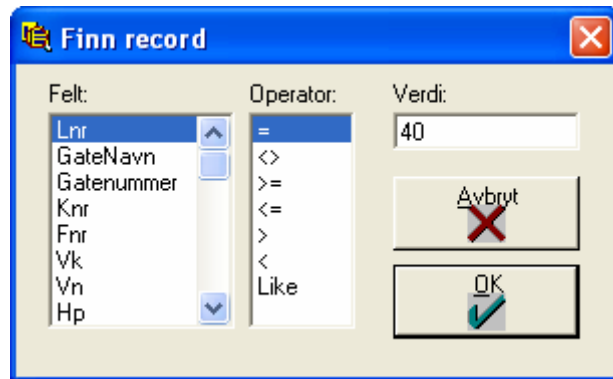 Finn record
Felt:
Lnr
GateNavn
Gatenummer
Knr
Fnr
Vk
Vn
Hp
Operator:
=
<>
>=
<=
>
<
Like
Verdi:
40
Avbryt
OK